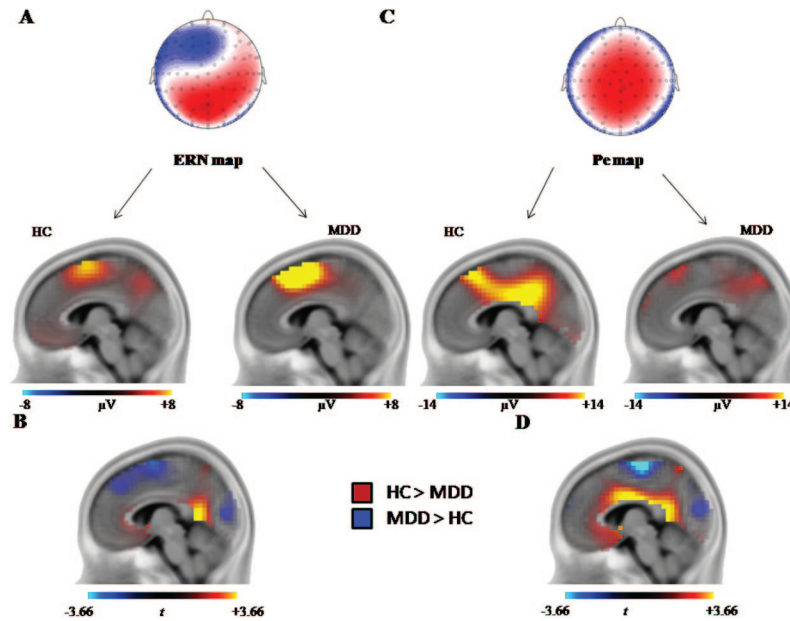 A
C
ERN map
Pe map
HC
MDD
HC
MDD
-8 µV +8
-8 µV +8
-14 µV +14
-14 µV +14
B
D
HC > MDD
MDD > HC
-3.66 t +3.66
-3.66 t +3.66